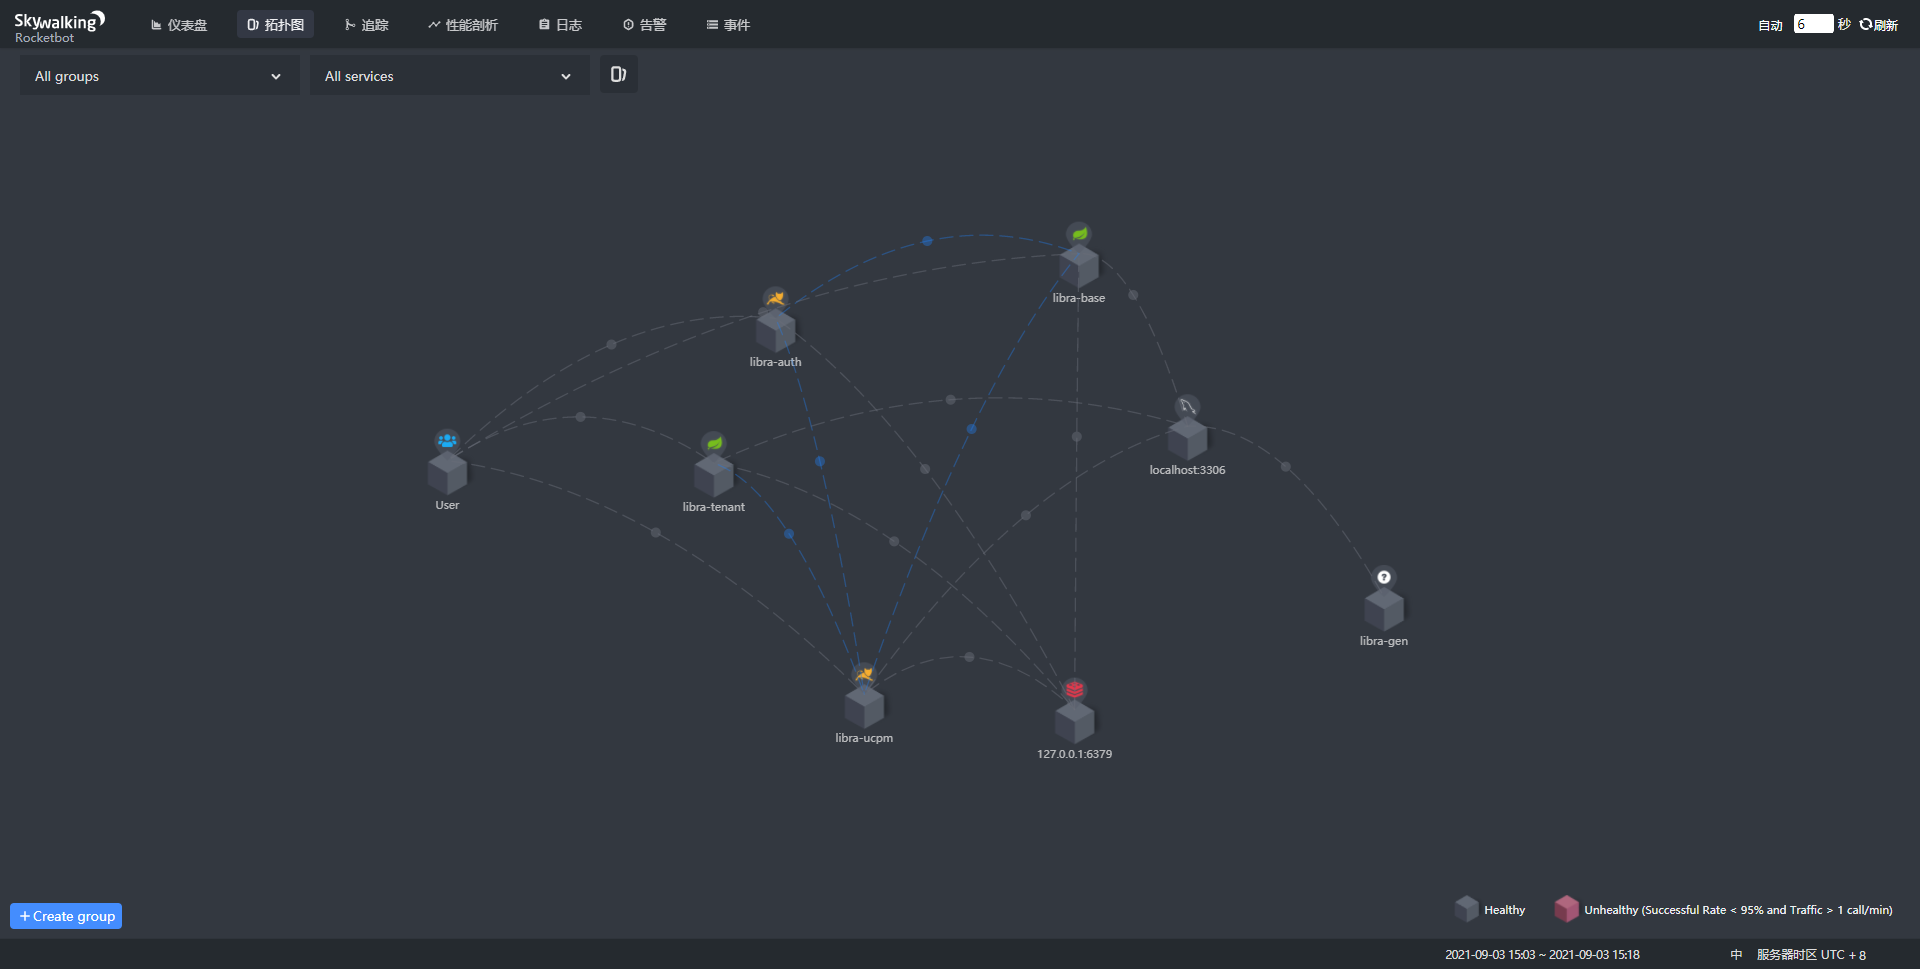 Skywalking
Rocketbot
仪表盘
拓扑图
追踪
性能剖析
日志
告警
事件
自动 6 秒 刷新
All groups
All services
libra-base
libra-auth
localhost:3306
User
libra-tenant
libra-gen
libra-ucpm
127.0.0.1:6379
Create group
Healthy
Unhealthy (Successful Rate < 95% and Traffic > 1 call/min)
2021-09-03 15:03 ~ 2021-09-03 15:18
中
服务器时区 UTC + 8